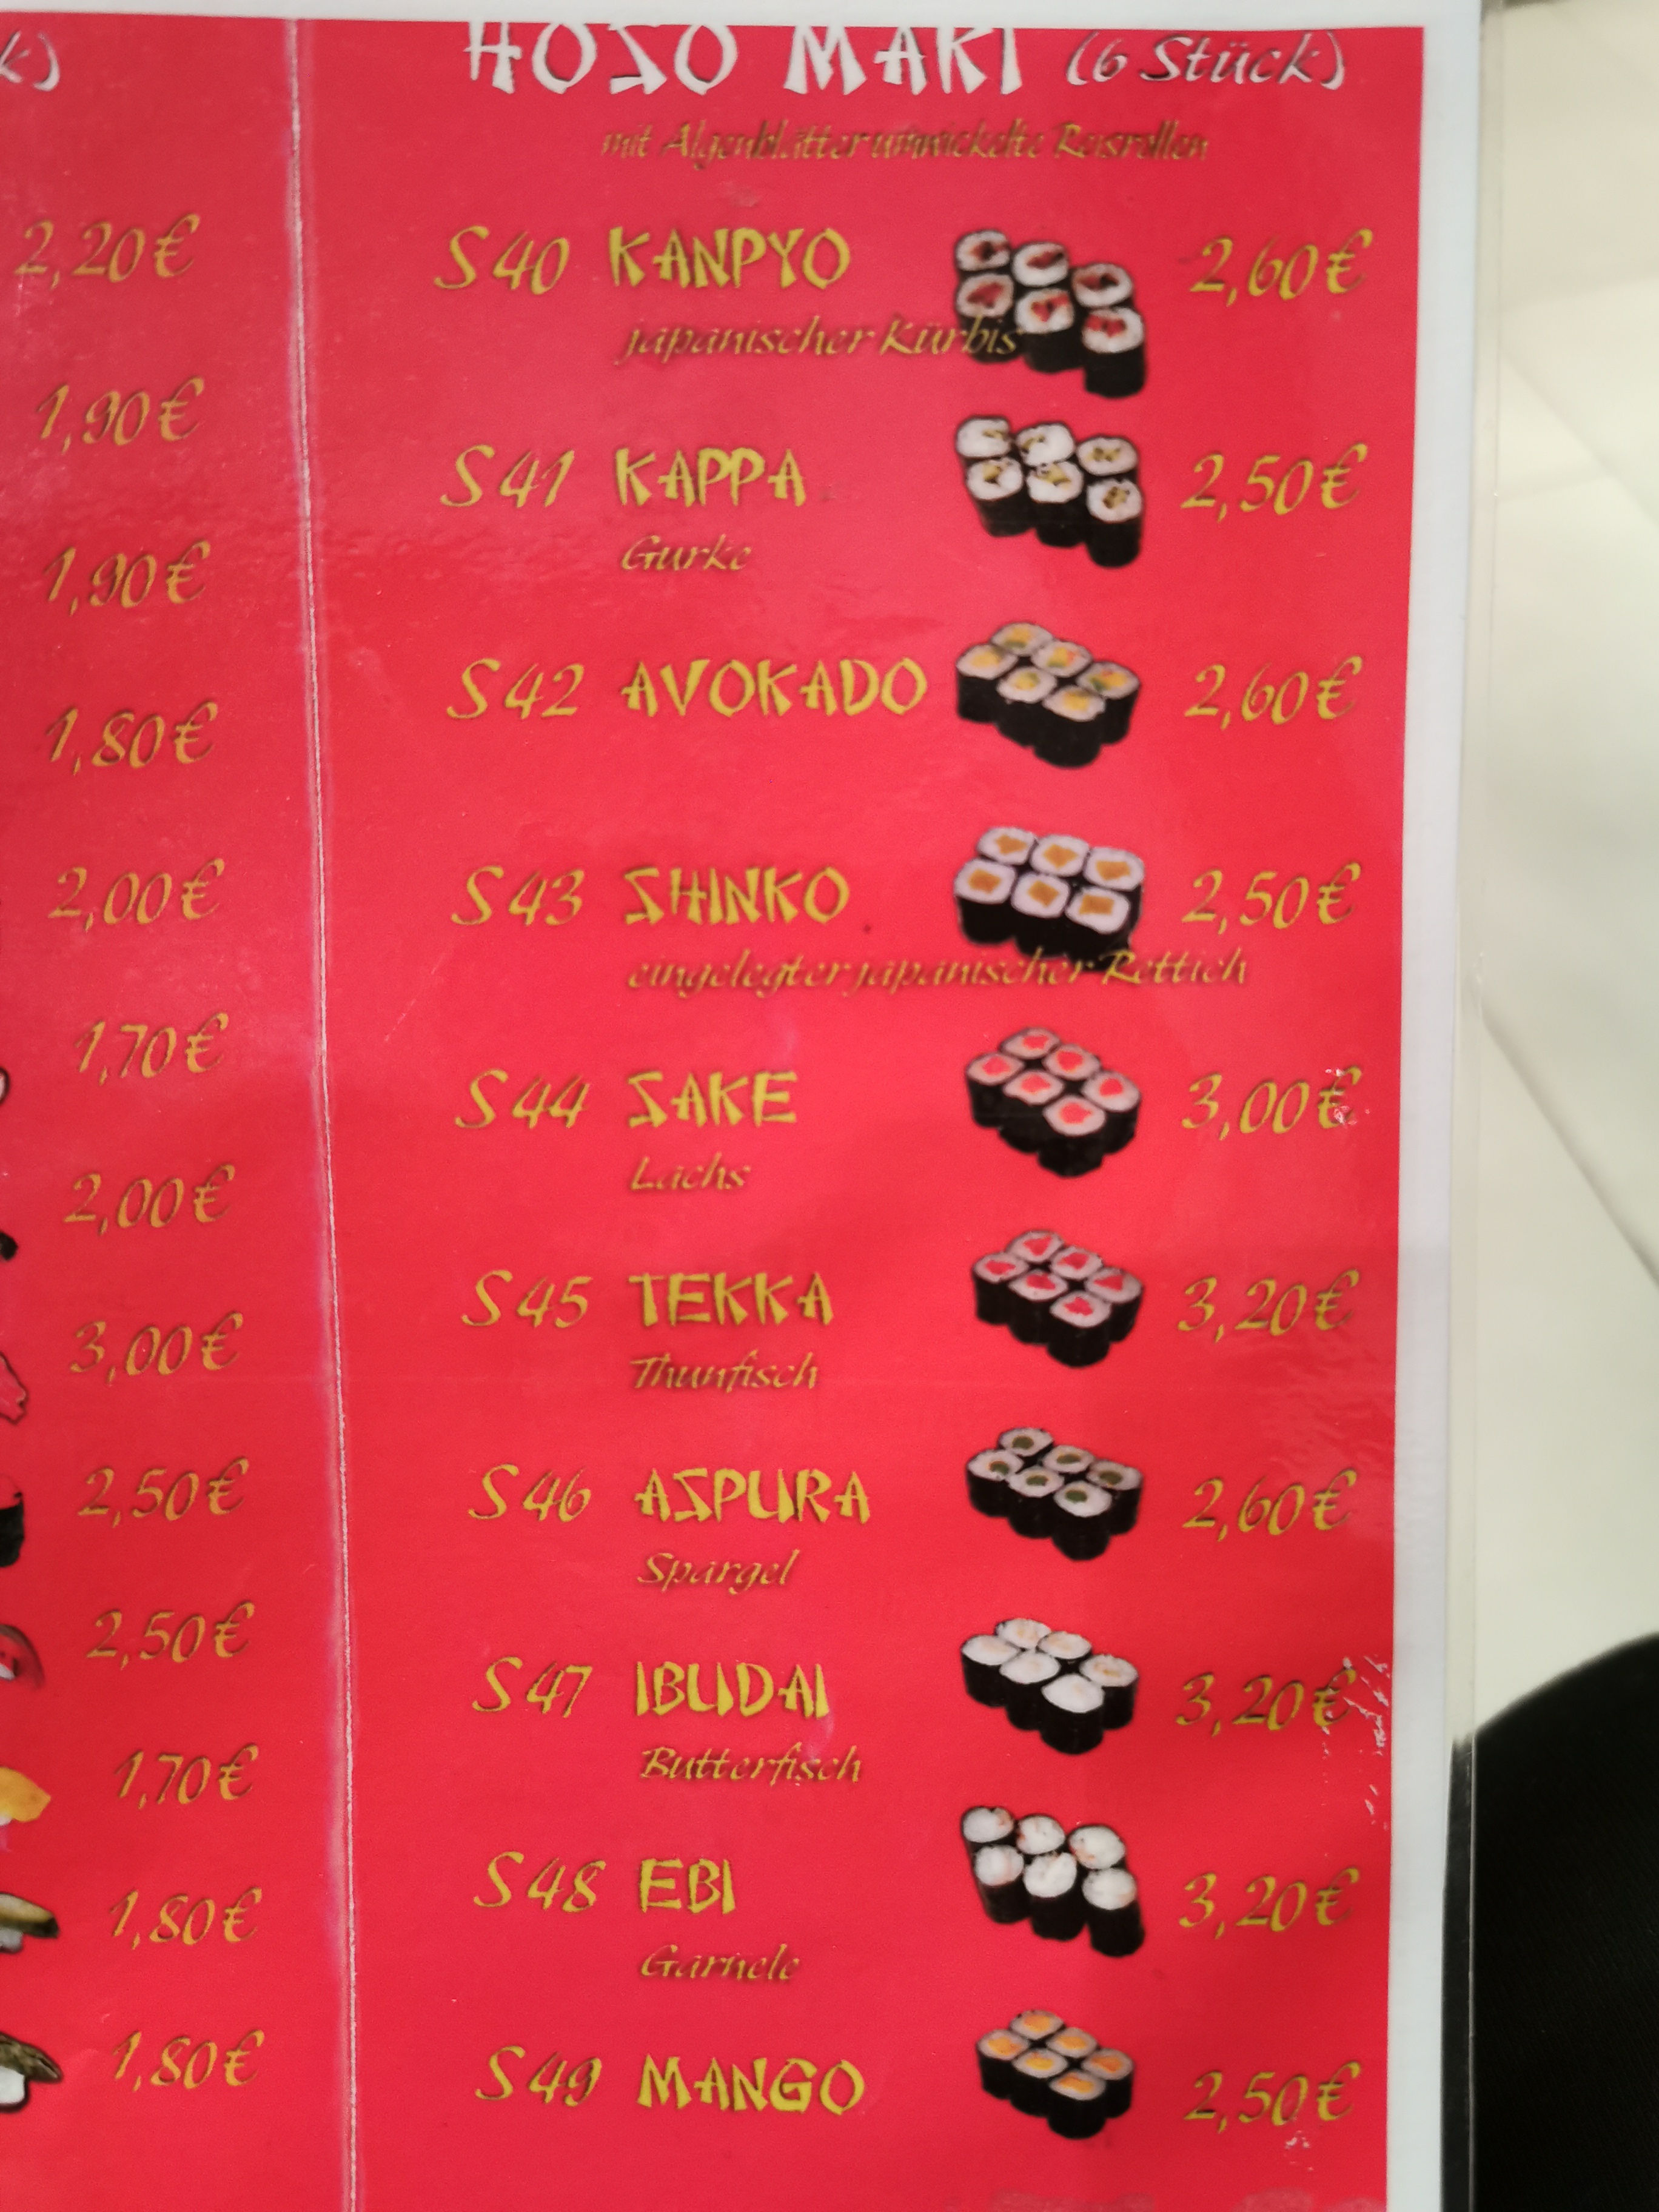 k)
2,20€
1,90€
1,90€
1,80€
2,00€
1,70€
2,00€
3,00€
2,50€
2,50€
1,70€
1,80€
1,80€
HOSO MAKI (6 Stück)
mit Algenblätter umwickelte Reisrollen
S40 KANPYO 2,60€
japanischer Kürbis
S41 KAPPA 2,50€
Gurke
S42 AVOKADO 2,60€
S43 SHINKO 2,50€
eingelegter japanischer Rettich
S44 SAKE 3,00€
Lachs
S45 TEKKA 3,20€
Thunfisch
S46 ASPURA 2,60€
Spargel
S47 IBUDAI 3,20€
Butterfisch
S48 EBI 3,20€
Garnele
S49 MANGO 2,50€